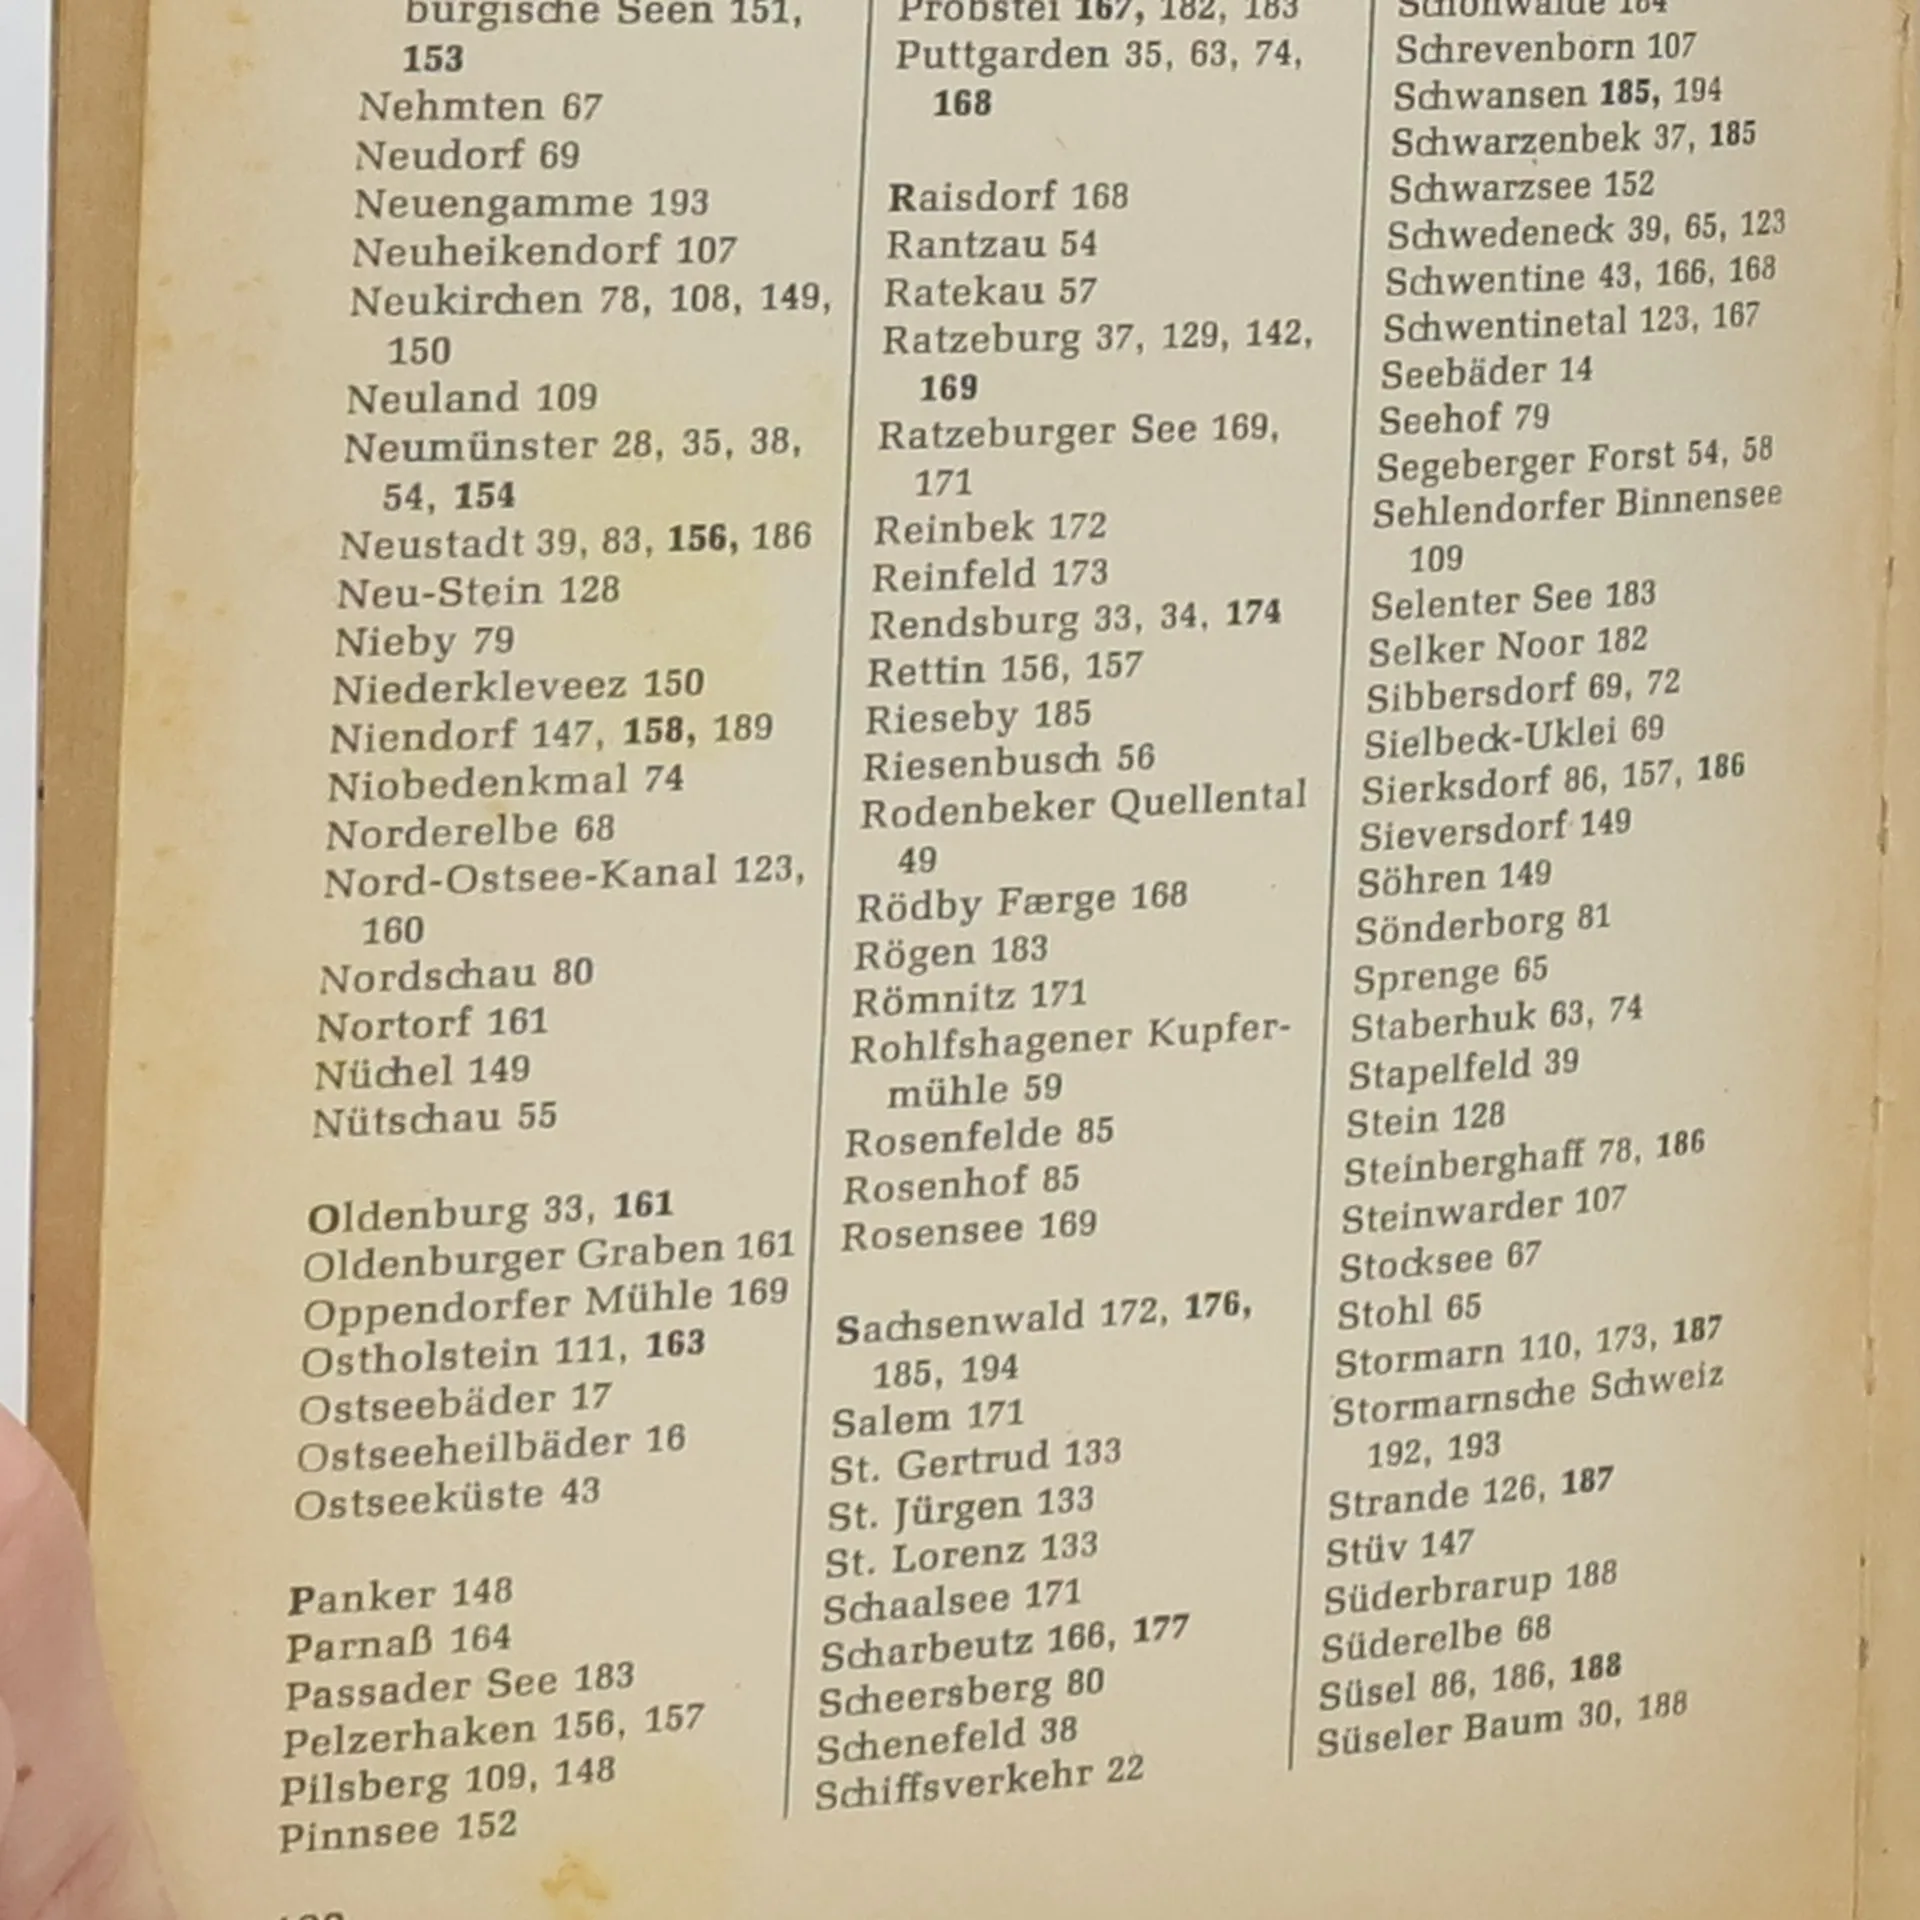 burgische Seen 151,
153
Nehmten 67
Neudorf 69
Neuengamme 193
Neuheikendorf 107
Neukirchen 78, 108, 149,
150
Neuland 109
Neumünster 28, 35, 38,
54, 154
Neustadt 39, 83, 156, 186
Neu-Stein 128
Nieby 79
Niederkleveez 150
Niendorf 147, 158, 189
Niobedenkmal 74
Norderelbe 68
Nord-Ostsee-Kanal 123,
160
Nordschau 80
Nortorf 161
Nüchel 149
Nütschau 55
Oldenburg 33, 161
Oldenburger Graben 161
Oppendorfer Mühle 169
Ostholstein 111, 163
Ostseebäder 17
Ostseeheilbäder 16
Ostseeküste 43
Panker 148
Parnaß 164
Passader See 183
Pelzerhaken 156, 157
Pilsberg 109, 148
Pinnsee 152
Probstei 167, 182, 183
Puttgarden 35, 63, 74,
168
Raisdorf 168
Rantzau 54
Ratekau 57
Ratzeburg 37, 129, 142,
169
Ratzeburger See 169,
171
Reinbek 172
Reinfeld 173
Rendsburg 33, 34, 174
Rettin 156, 157
Rieseby 185
Riesenbusch 56
Rodenbeker Quellental
49
Rödby Færge 168
Rögen 183
Römnitz 171
Rohlfshagener Kupfer-
mühle 59
Rosenfelde 85
Rosenhof 85
Rosensee 169
Sachsenwald 172, 176,
185, 194
Salem 171
St. Gertrud 133
St. Jürgen 133
St. Lorenz 133
Schaalsee 171
Scharbeutz 166, 177
Scheersberg 80
Schenefeld 38
Schiffsverkehr 22
Schönwalde 184
Schrevenborn 107
Schwansen 185, 194
Schwarzenbek 37, 185
Schwarzsee 152
Schwedeneck 39, 65, 123
Schwentine 43, 166, 168
Schwentinetal 123, 167
Seebäder 14
Seehof 79
Segeberger Forst 54, 58
Sehlendorfer Binnensee
109
Selenter See 183
Selker Noor 182
Sibbersdorf 69, 72
Sielbeck-Uklei 69
Sierksdorf 86, 157, 186
Sieversdorf 149
Söhren 149
Sönderborg 81
Sprenge 65
Staberhuk 63, 74
Stapelfeld 39
Stein 128
Steinberghaff 78, 186
Steinwarder 107
Stocksee 67
Stohl 65
Stormarn 110, 173, 187
Stormarnsche Schweiz
192, 193
Strande 126, 187
Stüv 147
Süderbrarup 188
Süderelbe 68
Süsel 86, 186, 188
Süseler Baum 30, 188